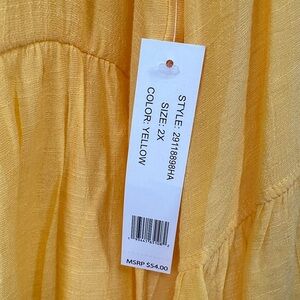 STYLE: 29118898HA
SIZE: 2X
COLOR: YELLOW
MSRP $54.00